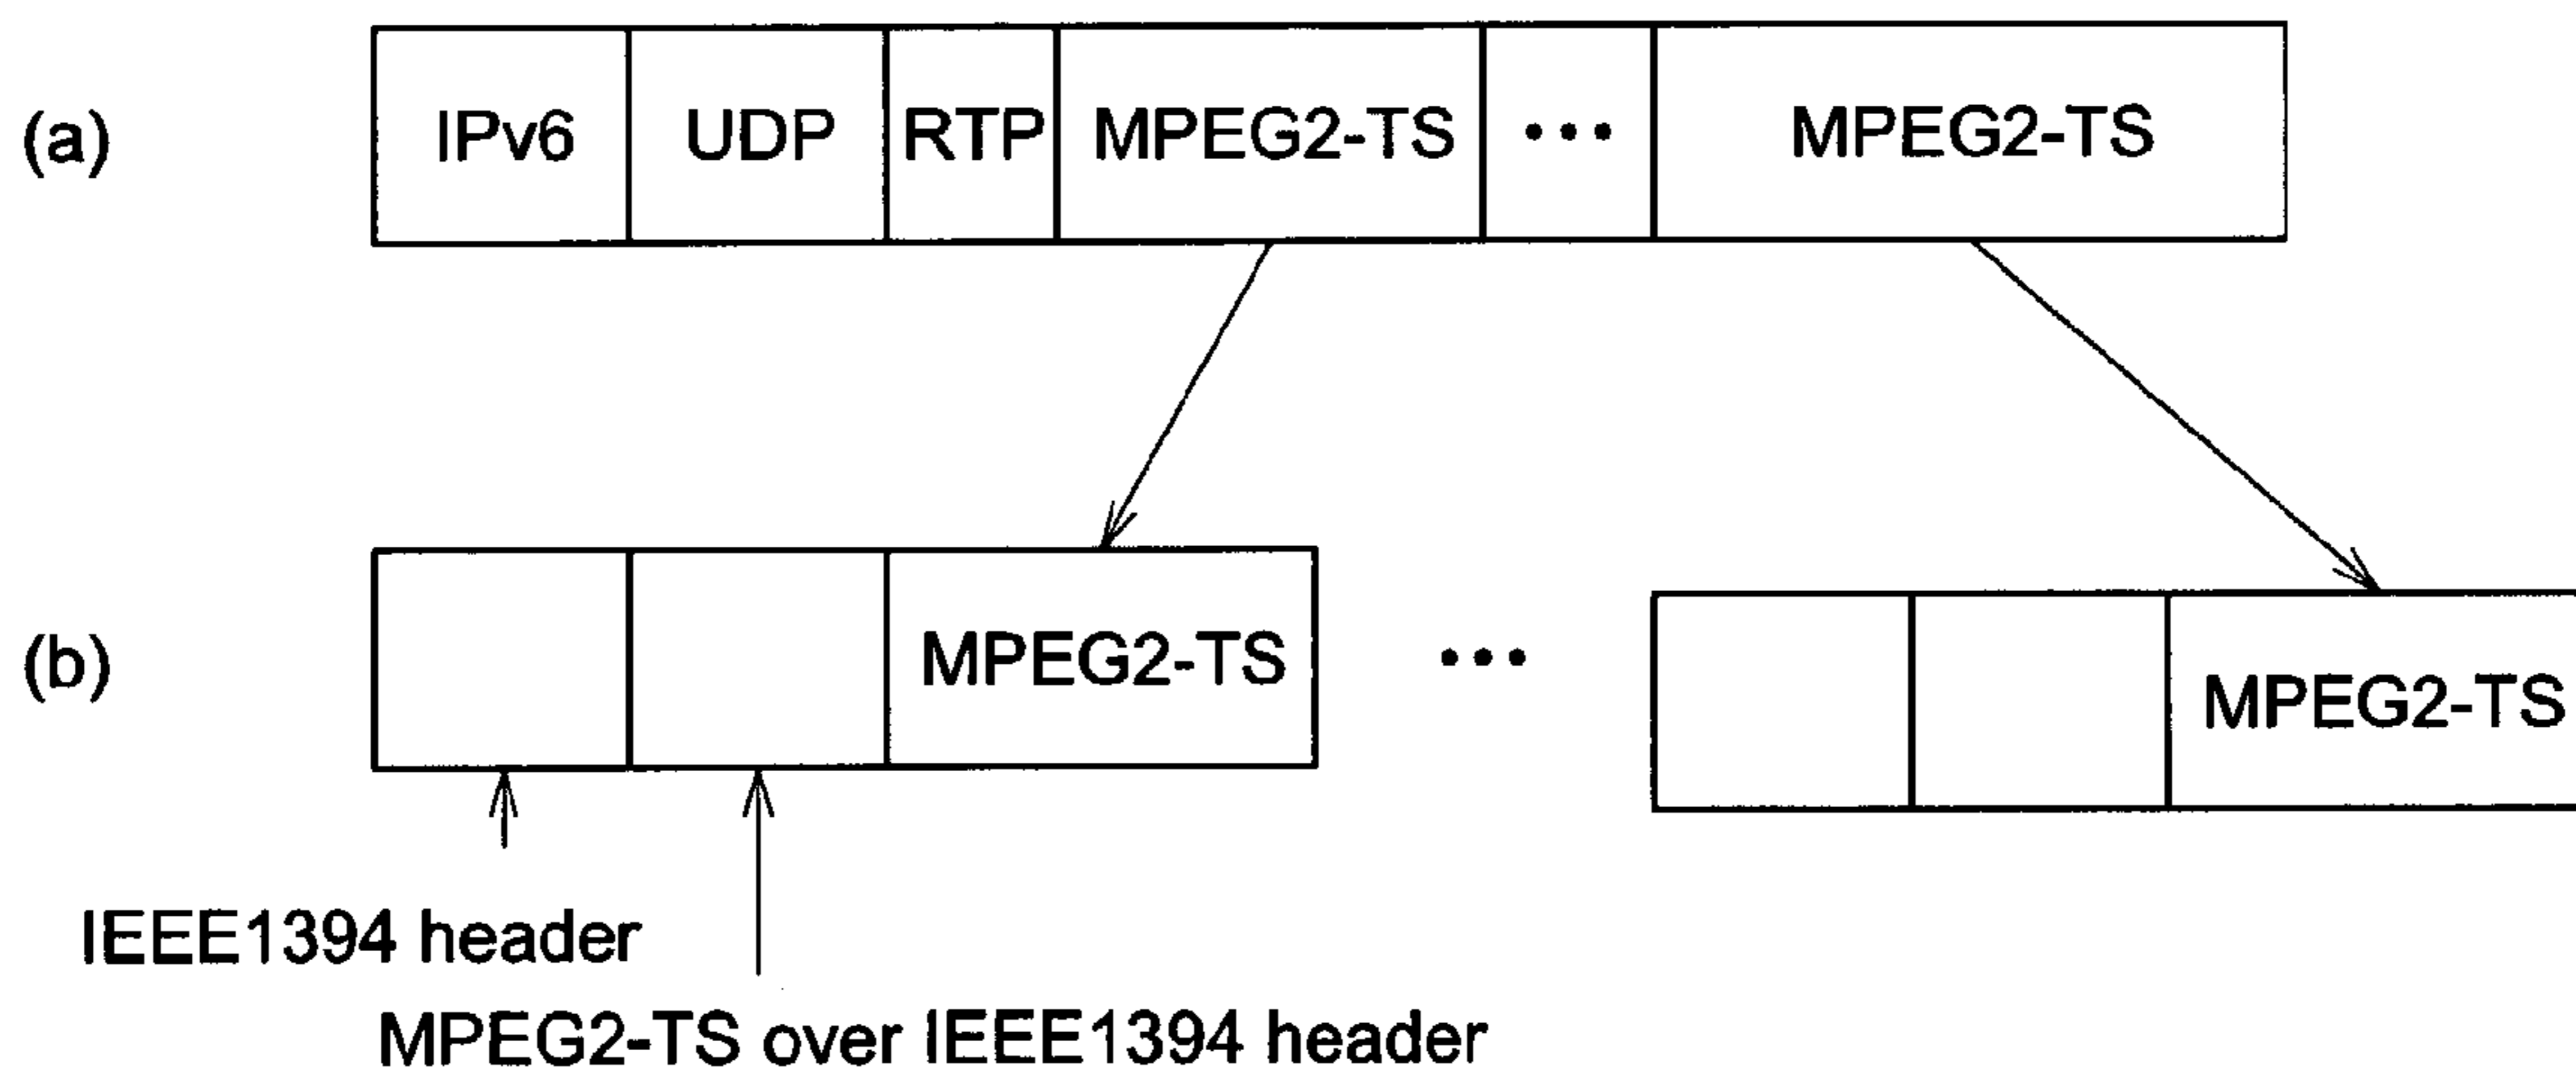 (a) IPv6 UDP RTP MPEG2-TS ... MPEG2-TS
(b) MPEG2-TS ... MPEG2-TS
IEEE1394 header
MPEG2-TS over IEEE1394 header